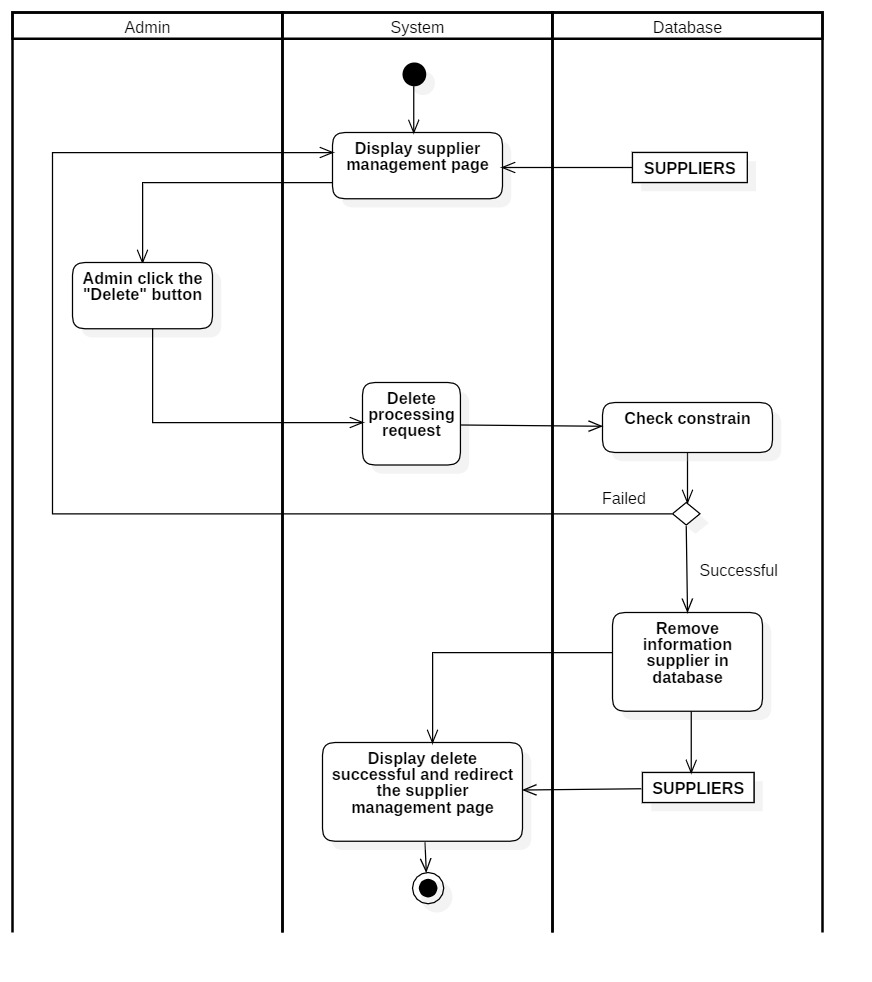 Admin
System
Database
Display supplier
management page
SUPPLIERS
Admin click the
"Delete" button
Delete
processing
request
Check constrain
Failed
Successful
Remove
information
supplier in
database
Display delete
successful and redirect
the supplier
management page
SUPPLIERS